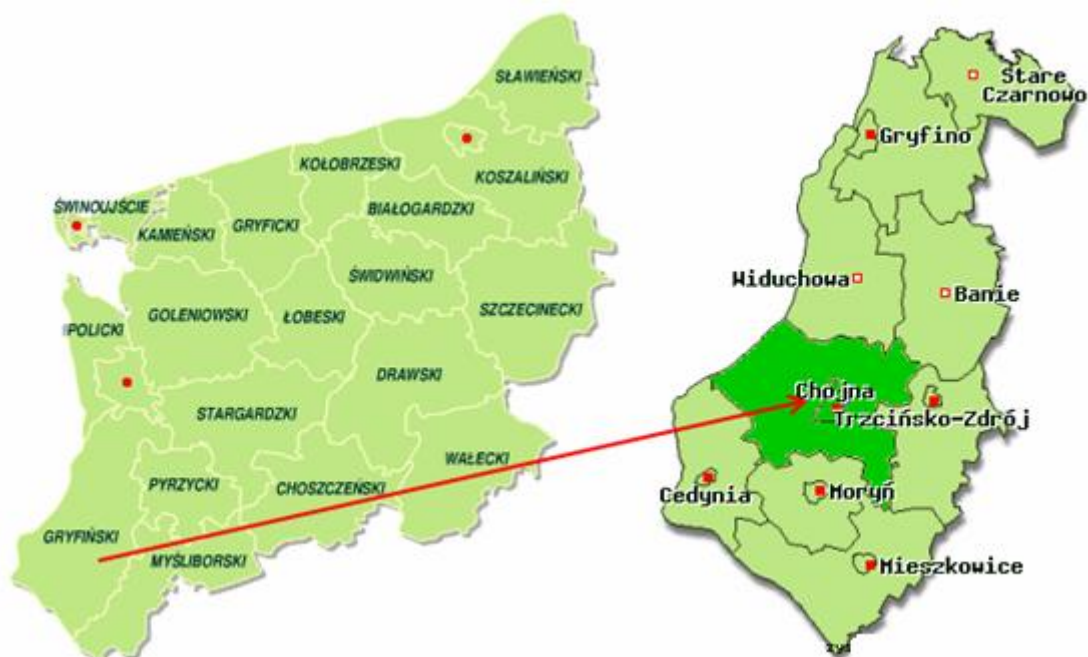 SŁAWIEŃSKI
KOŁOBRZESKI
KOSZALIŃSKI
ŚWINOUJŚCIE
BIAŁOGARDZKI
KAMIEŃSKI
GRYFICKI
ŚWIDWIŃSKI
SZCZECINECKI
GOLENIOWSKI
ŁOBESKI
POLICKI
DRAWSKI
STARGARDZKI
WAŁECKI
PYRZYCKI
CHOSZCZEŃSKI
GRYFIŃSKI
MYŚLIBORSKI
Stare
Czarnowo
Gryfino
Widuchowa
Banie
Chojna
Trzcińsko-Zdrój
Cedynia
Moryń
Mieszkowice